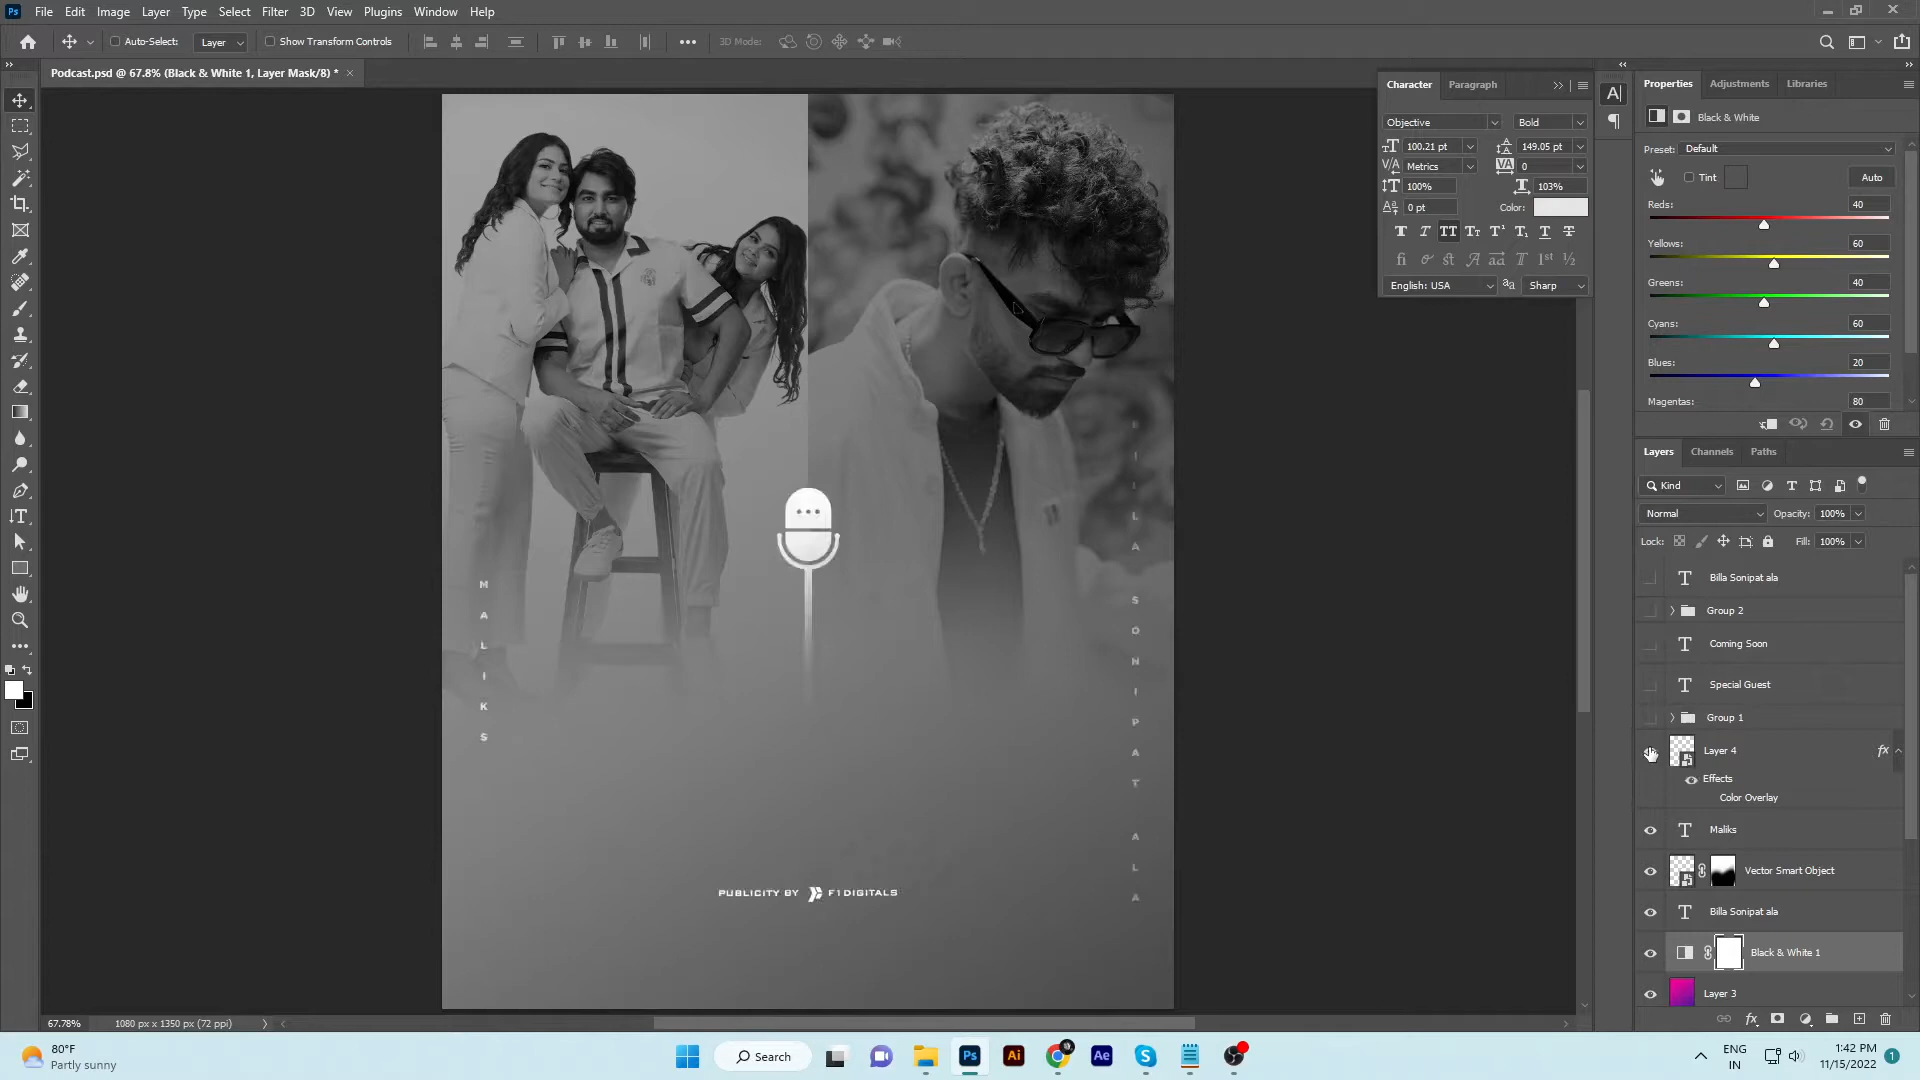 File Edit Image Layer Type Select Filter 3D View Plugins Window Help
Auto-Select: Layer Show Transform Controls 3D Mode:
Podcast.psd @ 67.8% (Black & White 1, Layer Mask/8) *
Character Paragraph
Objective Bold
100.21 pt 149.05 pt
Metrics 0
100% 103%
0 pt Color:
English: USA Sharp
Properties Adjustments Libraries
Black & White
Preset: Default
Tint Auto
Reds: 40
Yellows: 60
Greens: 40
Cyans: 60
Blues: 20
Magentas: 80
Layers Channels Paths
Kind
Normal Opacity: 100%
Lock: Fill: 100%
Billa Sonipat ala
Group 2
Coming Soon
Special Guest
Group 1
Layer 4 fx
Effects
Color Overlay
Maliks
Vector Smart Object
Billa Sonipat ala
Black & White 1
Layer 3
MALIKS
BILLA SONIPAT ALA
PUBLICITY BY F1DIGITALS
67.78% 1080 px x 1350 px (72 ppi)
80°F
Partly sunny
Search
ENG
IN
1:42 PM
11/15/2022
1